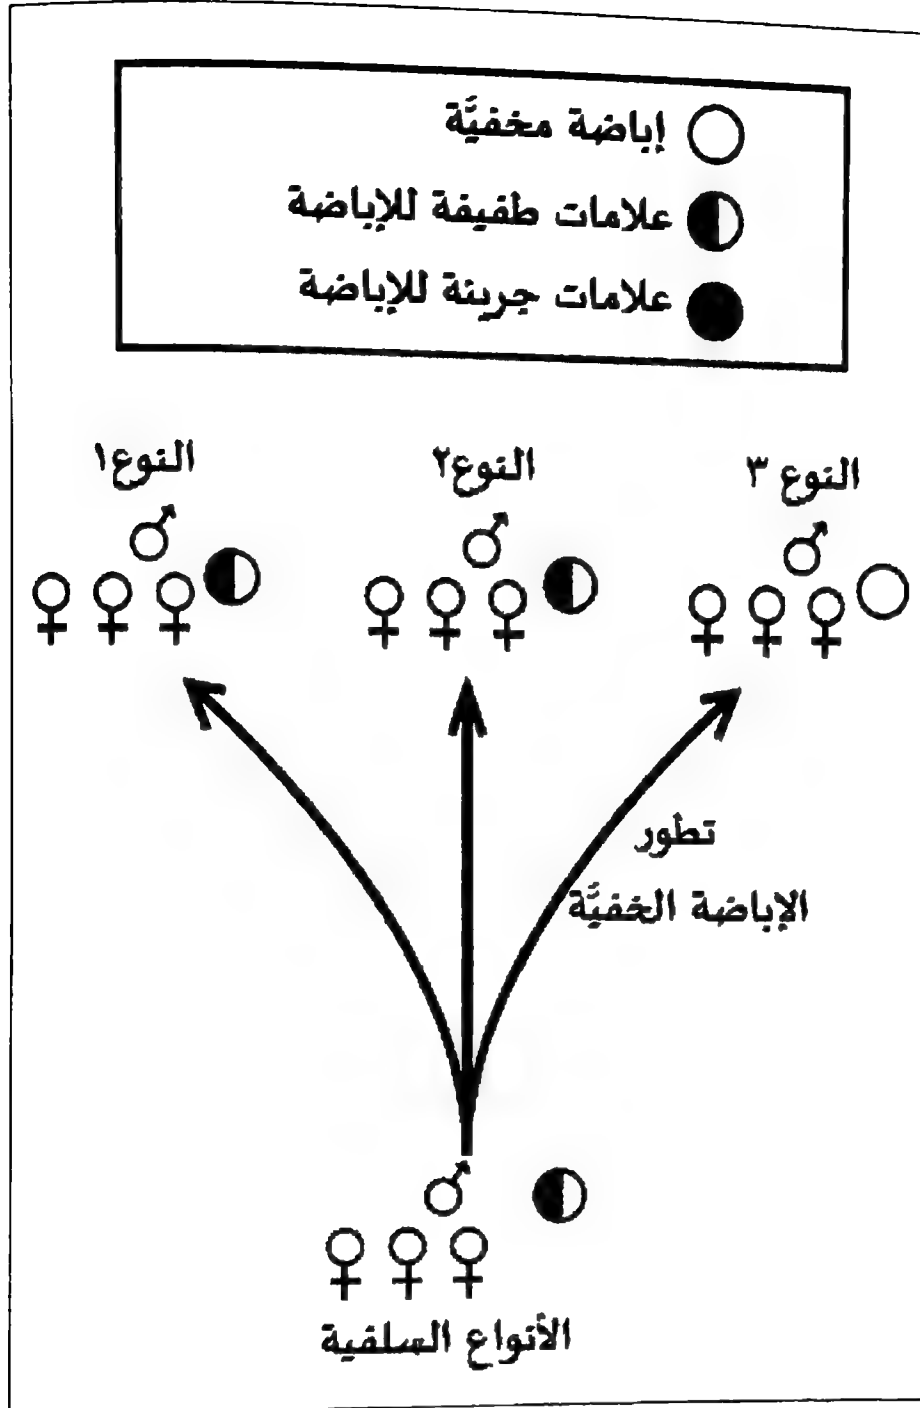 إباضة مخفيَّة
علامات طفيفة للإباضة
علامات جريئة للإباضة
النوع ٣
النوع٢
النوع١
تطور
الإباضة الخفيَّة
الأنواع السلفية